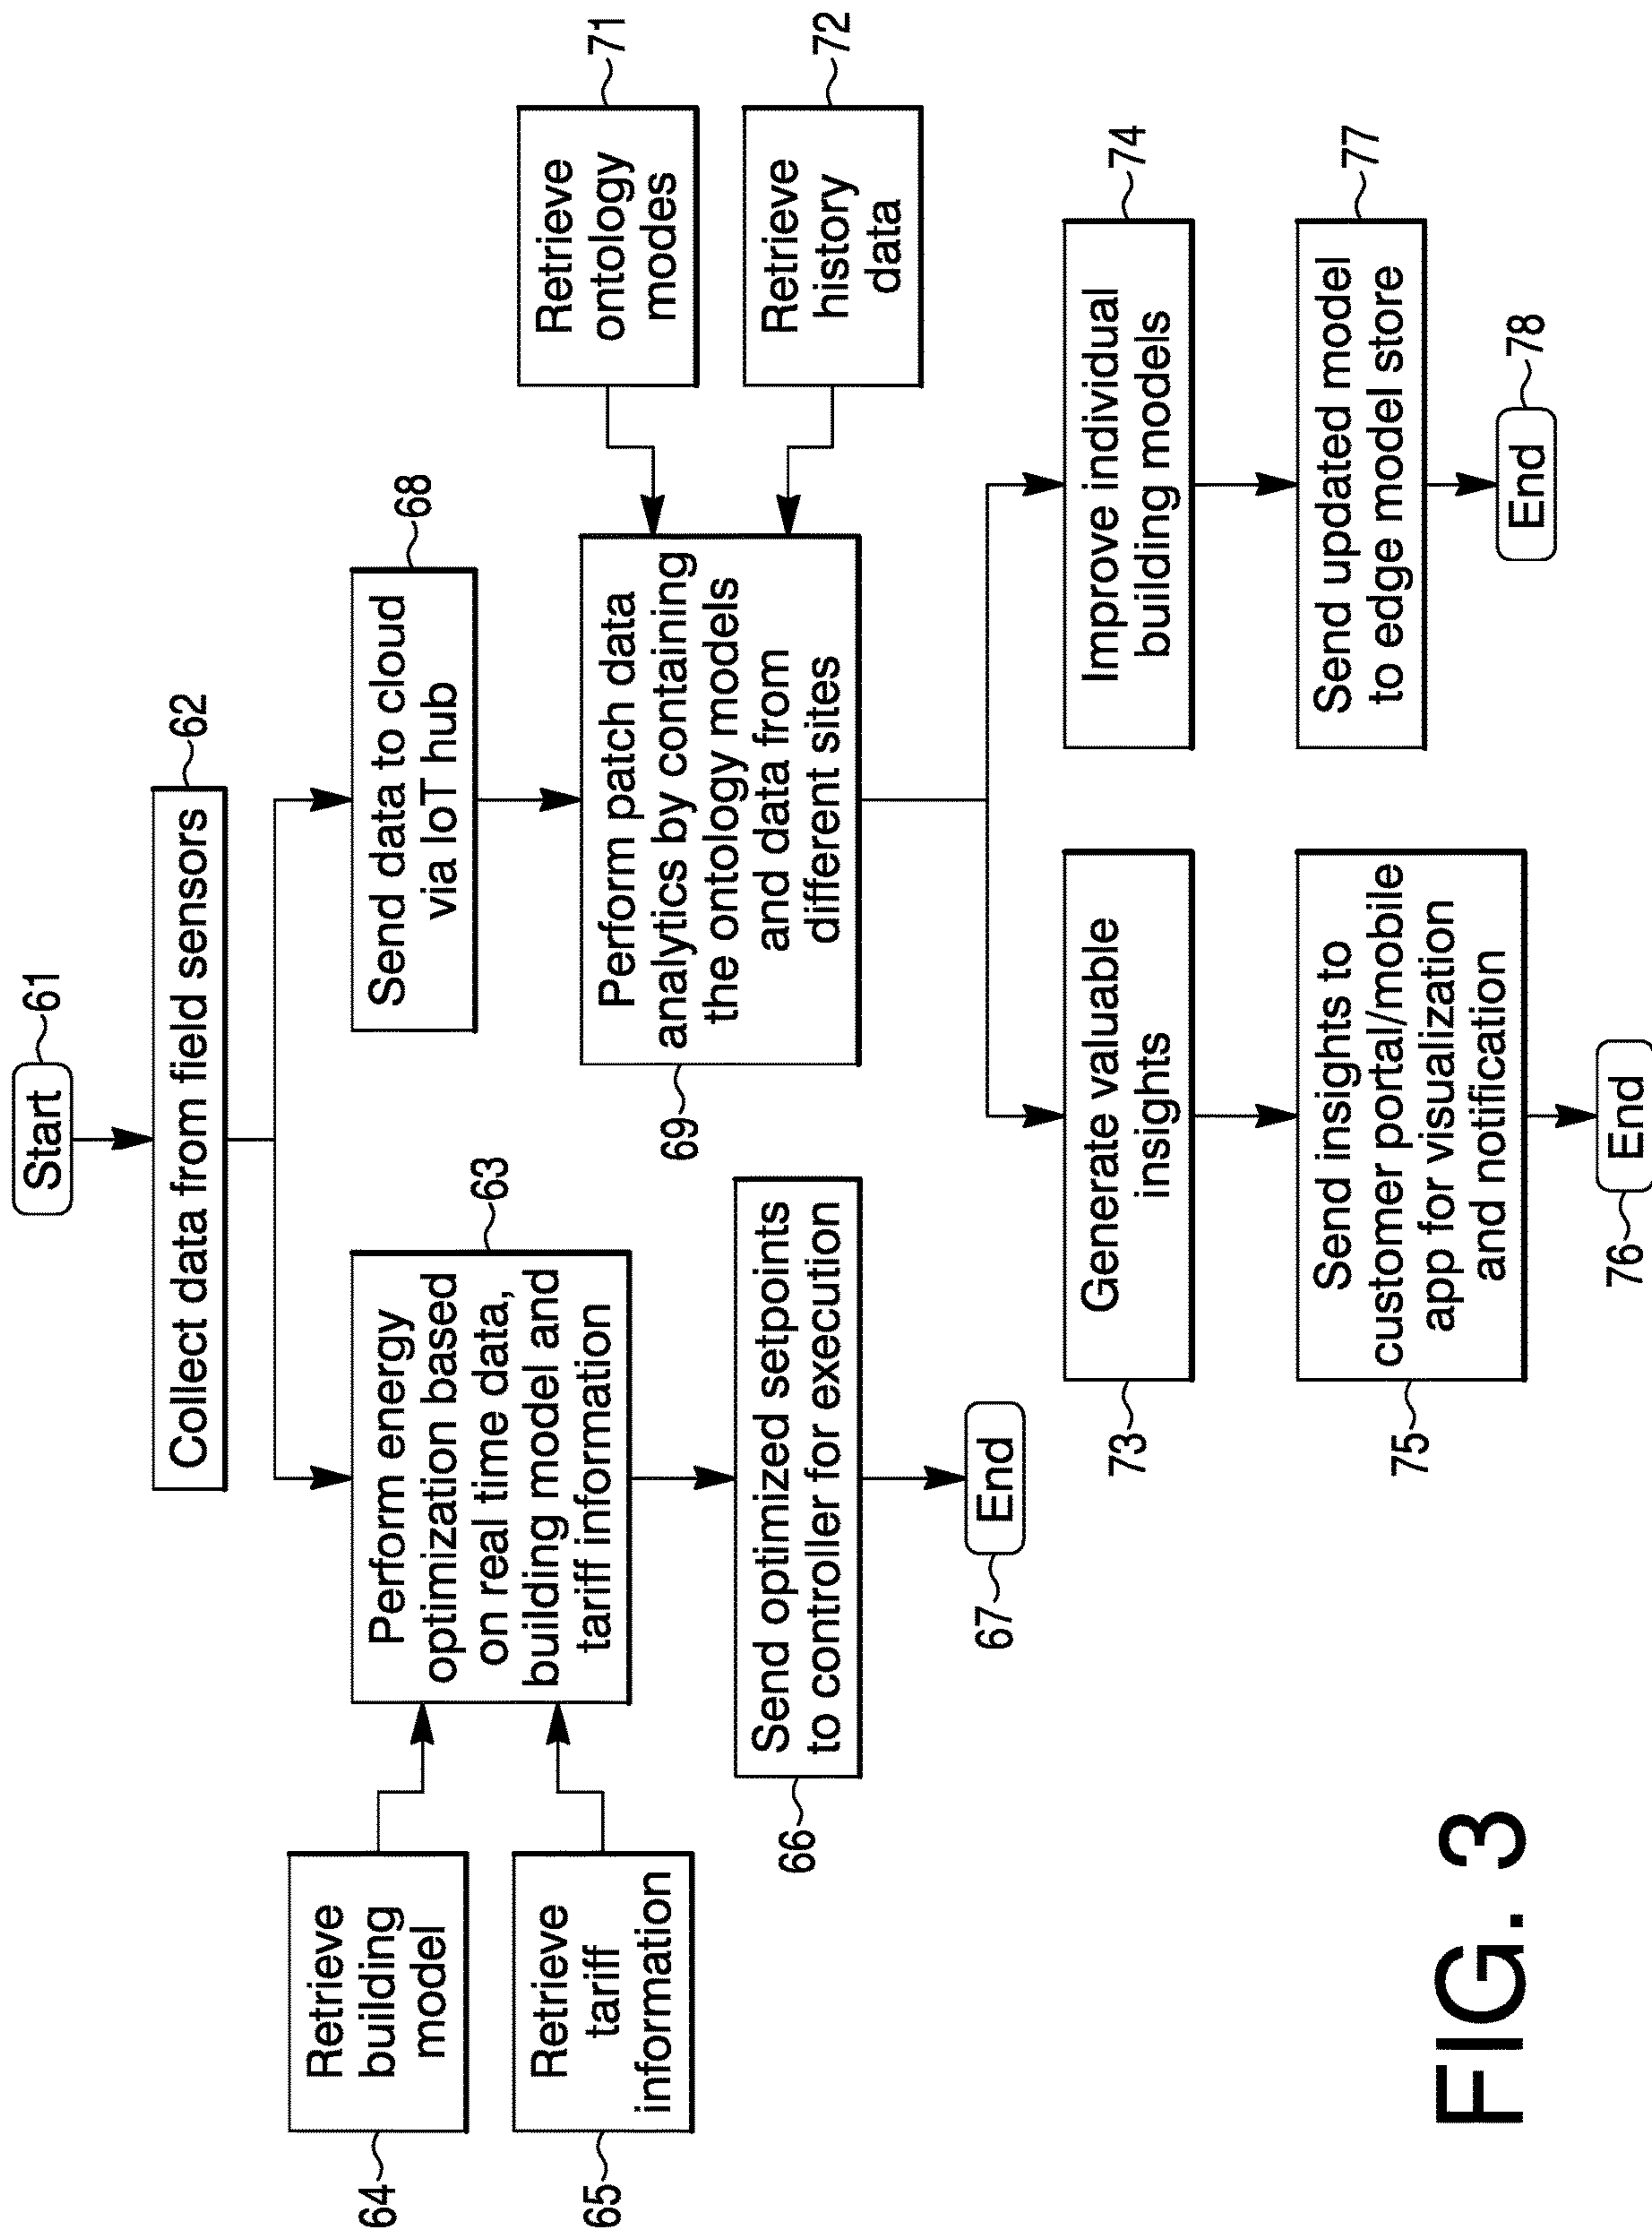 Start
61
Collect data from field sensors
62
Perform energy
optimization based
on real time data,
building model and
tariff information
63
Retrieve
building
model
64
Retrieve
tariff
information
65
Send optimized setpoints
to controller for execution
66
End
67
Send data to cloud
via IoT hub
68
Perform patch data
analytics by containing
the ontology models
and data from
different sites
69
Retrieve
ontology
modes
71
Retrieve
history
data
72
Generate valuable
insights
73
Improve individual
building models
74
Send insights to
customer portal/mobile
app for visualization
and notification
75
End
76
Send updated model
to edge model store
77
End
78
FIG. 3